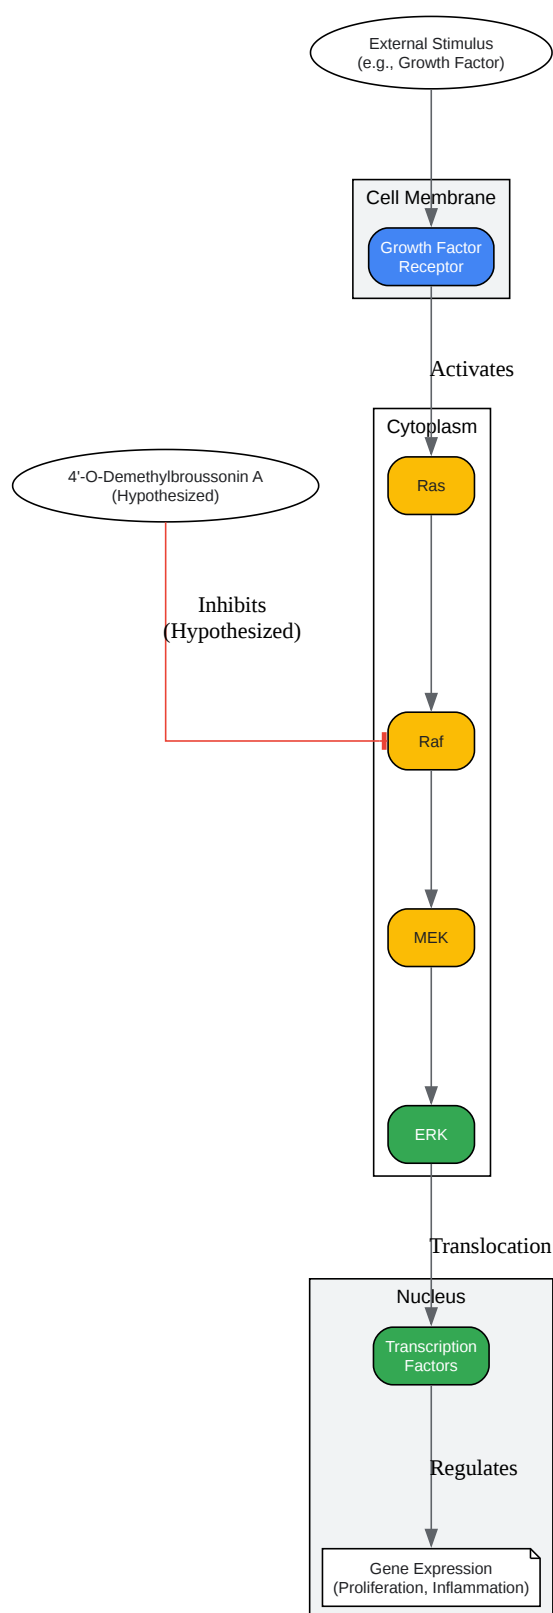 External Stimulus
(e.g., Growth Factor)
Cell Membrane
Growth Factor
Receptor
Activates
Cytoplasm
4'-O-Demethylbroussonin A
(Hypothesized)
Ras
Inhibits
(Hypothesized)
Raf
MEK
ERK
Translocation
Nucleus
Transcription
Factors
Regulates
Gene Expression
(Proliferation, Inflammation)